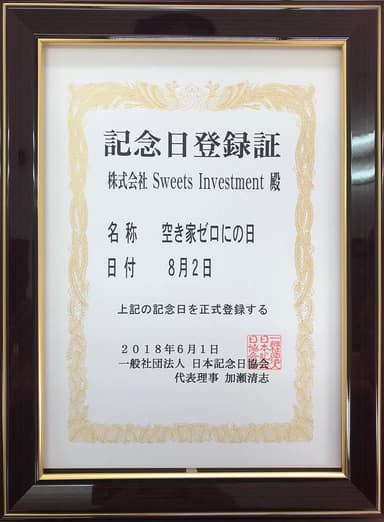 記念日登録証
株式会社 Sweets Investment 殿
名称　空き家ゼロにの日
日付　8月2日
上記の記念日を正式登録する
2018年6月1日
一般社団法人 日本記念日協会
代表理事 加瀬清志